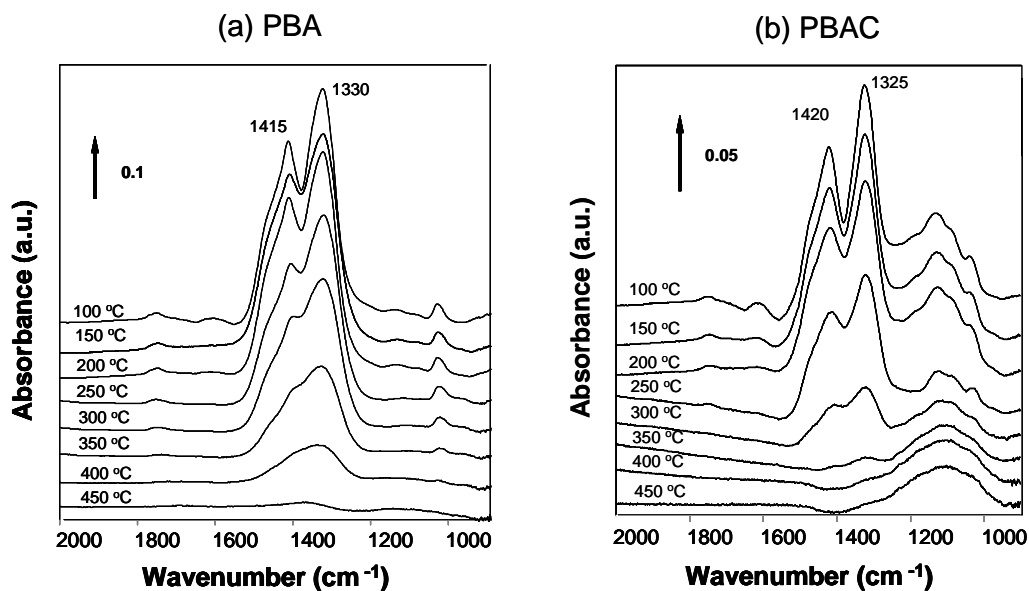 (a) PBA
1330
1415
0.1
100 ºC
150 ºC
200 ºC
250 ºC
300 ºC
350 ºC
400 ºC
450 ºC
Absorbance (a.u.)
2000 1800 1600 1400 1200 1000
Wavenumber (cm⁻¹)
(b) PBAC
1325
1420
0.05
100 ºC
150 ºC
200 ºC
250 ºC
300 ºC
350 ºC
400 ºC
450 ºC
Absorbance (a.u.)
2000 1800 1600 1400 1200 1000
Wavenumber (cm⁻¹)